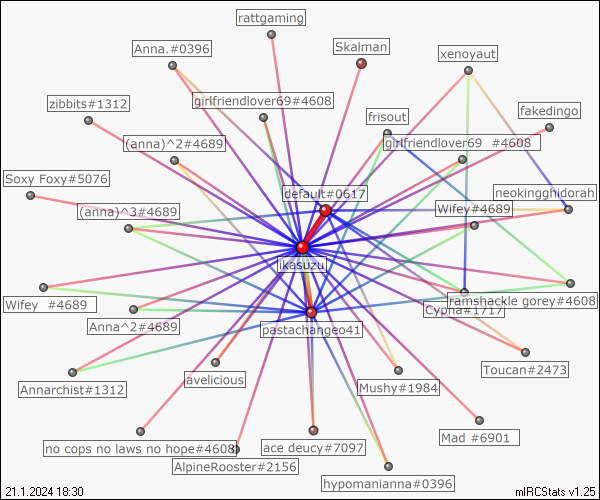 rattgaming
Anna.#0396
Skalman
xenoyaut
zibbits#1312
girlfriendlover69#4608
frisout
fakedingo
(anna)^2#4689
girlfriendlover69 #4608
Soxy Foxy#5076
default#0617
neokingghidorah
(anna)^3#4689
Wifey#4689
ikasuzu
Wifey #4689
ramshackle gorey#4608
Cypha#1717
Anna^2#4689
pastachangeo41
Toucan#2473
Annarchist#1312
avelicious
Mushy#1984
no cops no laws no hope#4608
ace deucy#7097
Mad #6901
AlpineRooster#2156
hypomanianna#0396
21.1.2024 18:30
mIRCStats v1.25